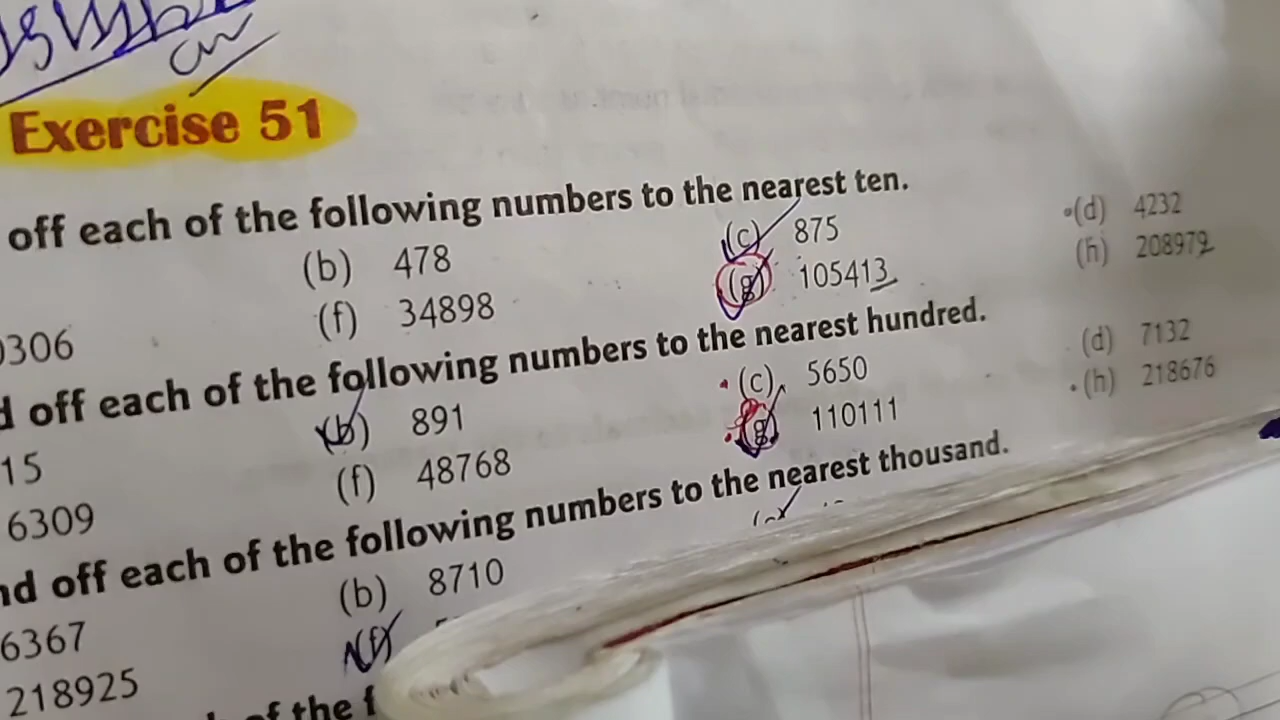 Exercise 51
off each of the following numbers to the nearest ten.
(b) 478 (c) 875 (d) 4232
306 (f) 34898 (g) 105413 (h) 208979
off each of the following numbers to the nearest hundred.
15 (b) 891 (c) 5650 (d) 7132
6309 (f) 48768 (g) 110111 (h) 218676
nd off each of the following numbers to the nearest thousand.
6367 (b) 8710
218925 (f)
of the f